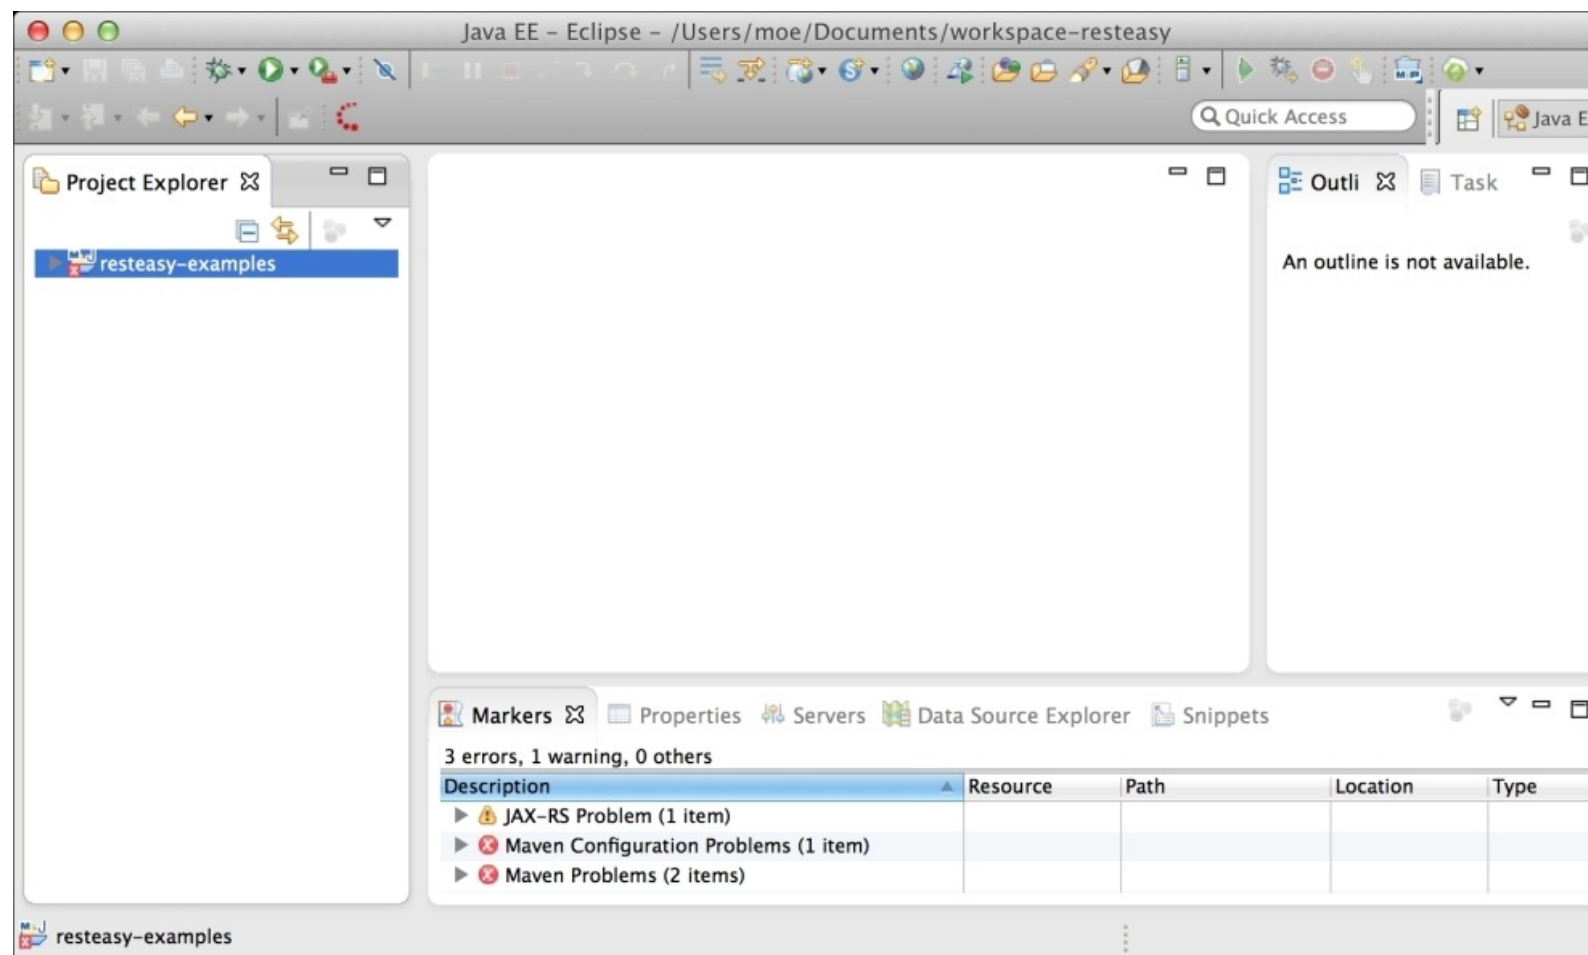 Java EE – Eclipse – /Users/moe/Documents/workspace-resteasy
Quick Access
Java E
Project Explorer
resteasy-examples
Outli
Task
An outline is not available.
Markers Properties Servers Data Source Explorer Snippets
3 errors, 1 warning, 0 others
Description Resource Path Location Type
JAX-RS Problem (1 item)
Maven Configuration Problems (1 item)
Maven Problems (2 items)
resteasy-examples